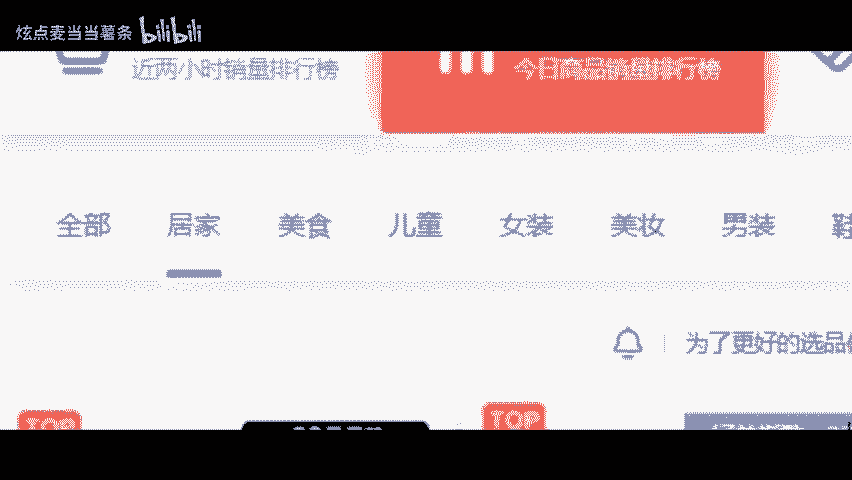 炫点麦当当薯条 bilibili
近两小时销量排行榜 今日商品销量排行榜
全部 居家 美食 儿童 女装 美妆 男装 鞋
为了更好的选品
TOP TOP